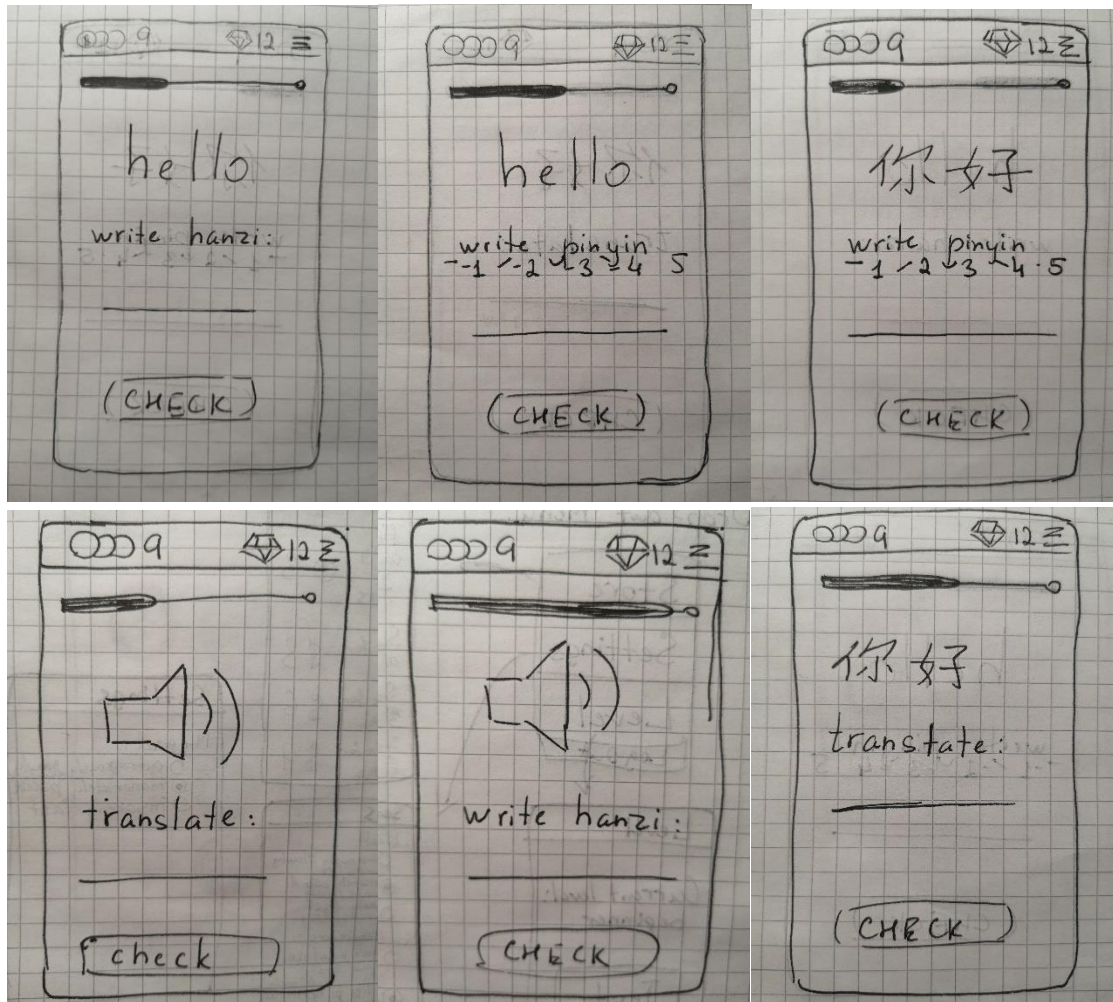 9 12
hello
write hanzi:
CHECK
9 12
hello
write pinyin
1 2 3 4 5
CHECK
9 12
你好
write pinyin
1 2 3 4 5
CHECK
9 12
translate:
check
9 12
write hanzi:
CHECK
9 12
你好
translate:
CHECK